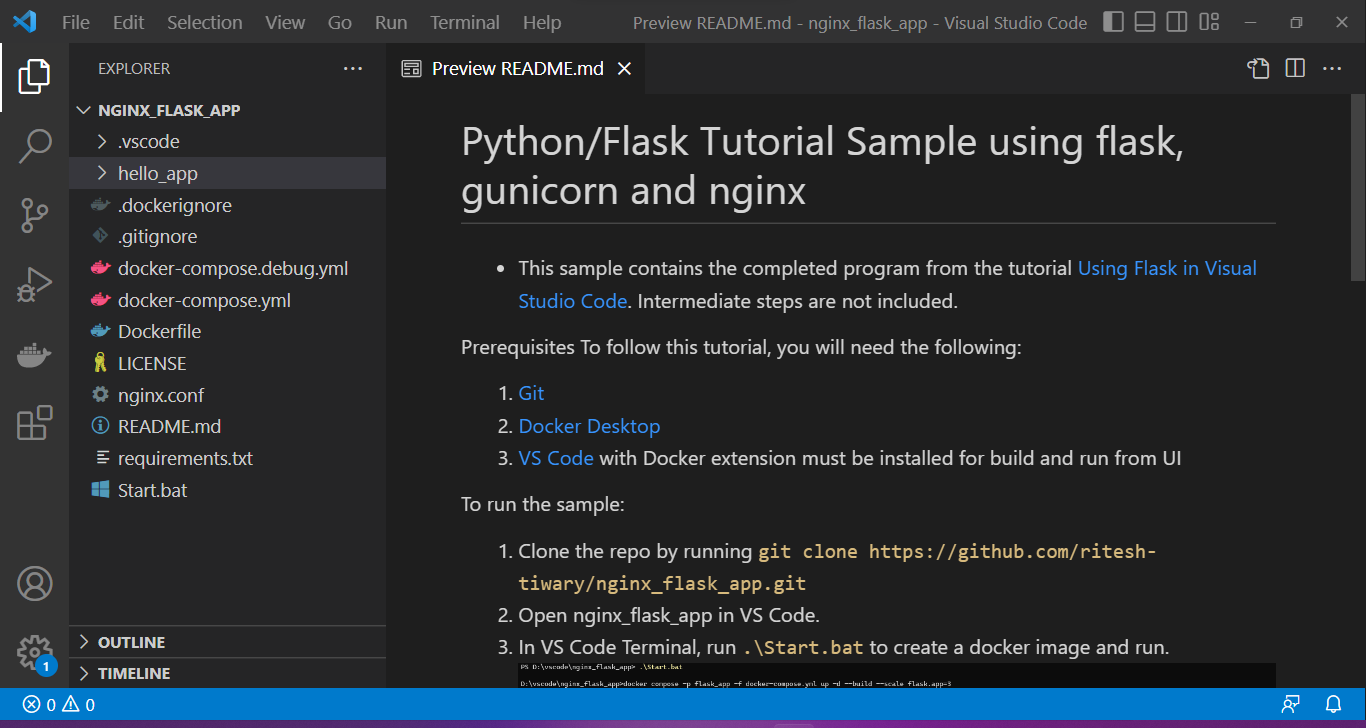 File Edit Selection View Go Run Terminal Help Preview README.md - nginx_flask_app - Visual Studio Code
EXPLORER
NGINX_FLASK_APP
.vscode
hello_app
.dockerignore
.gitignore
docker-compose.debug.yml
docker-compose.yml
Dockerfile
LICENSE
nginx.conf
README.md
requirements.txt
Start.bat
OUTLINE
TIMELINE
Preview README.md
Python/Flask Tutorial Sample using flask,
gunicorn and nginx
• This sample contains the completed program from the tutorial Using Flask in Visual
Studio Code. Intermediate steps are not included.
Prerequisites To follow this tutorial, you will need the following:
1. Git
2. Docker Desktop
3. VS Code with Docker extension must be installed for build and run from UI
To run the sample:
1. Clone the repo by running git clone https://github.com/ritesh-
tiwary/nginx_flask_app.git
2. Open nginx_flask_app in VS Code.
3. In VS Code Terminal, run .\Start.bat to create a docker image and run.
PS D:\vscode\nginx_flask_app> .\Start.bat
D:\vscode\nginx_flask_app>docker compose -p flask_app -f docker-compose.yml up -d --build --scale flask.app=3
1
0 0